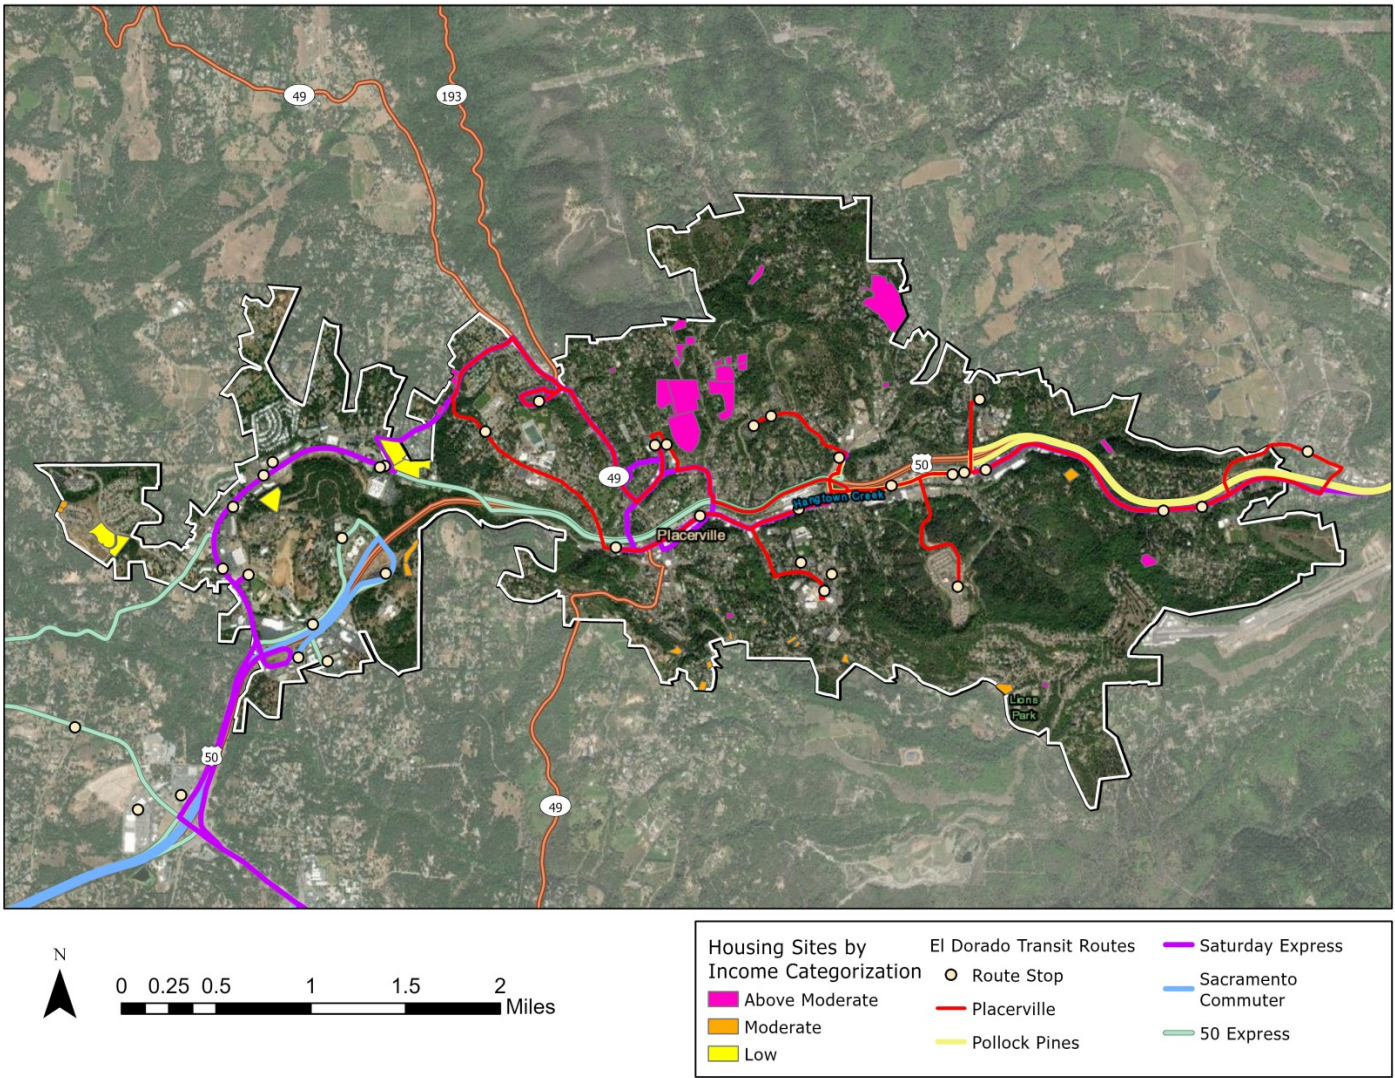 49
193
49
50
Hangtown Creek
Placerville
Lions
Park
50
49
N
0 0.25 0.5 1 1.5 2
Miles
Housing Sites by
Income Categorization
Above Moderate
Moderate
Low
El Dorado Transit Routes
Route Stop
Placerville
Pollock Pines
Saturday Express
Sacramento
Commuter
50 Express